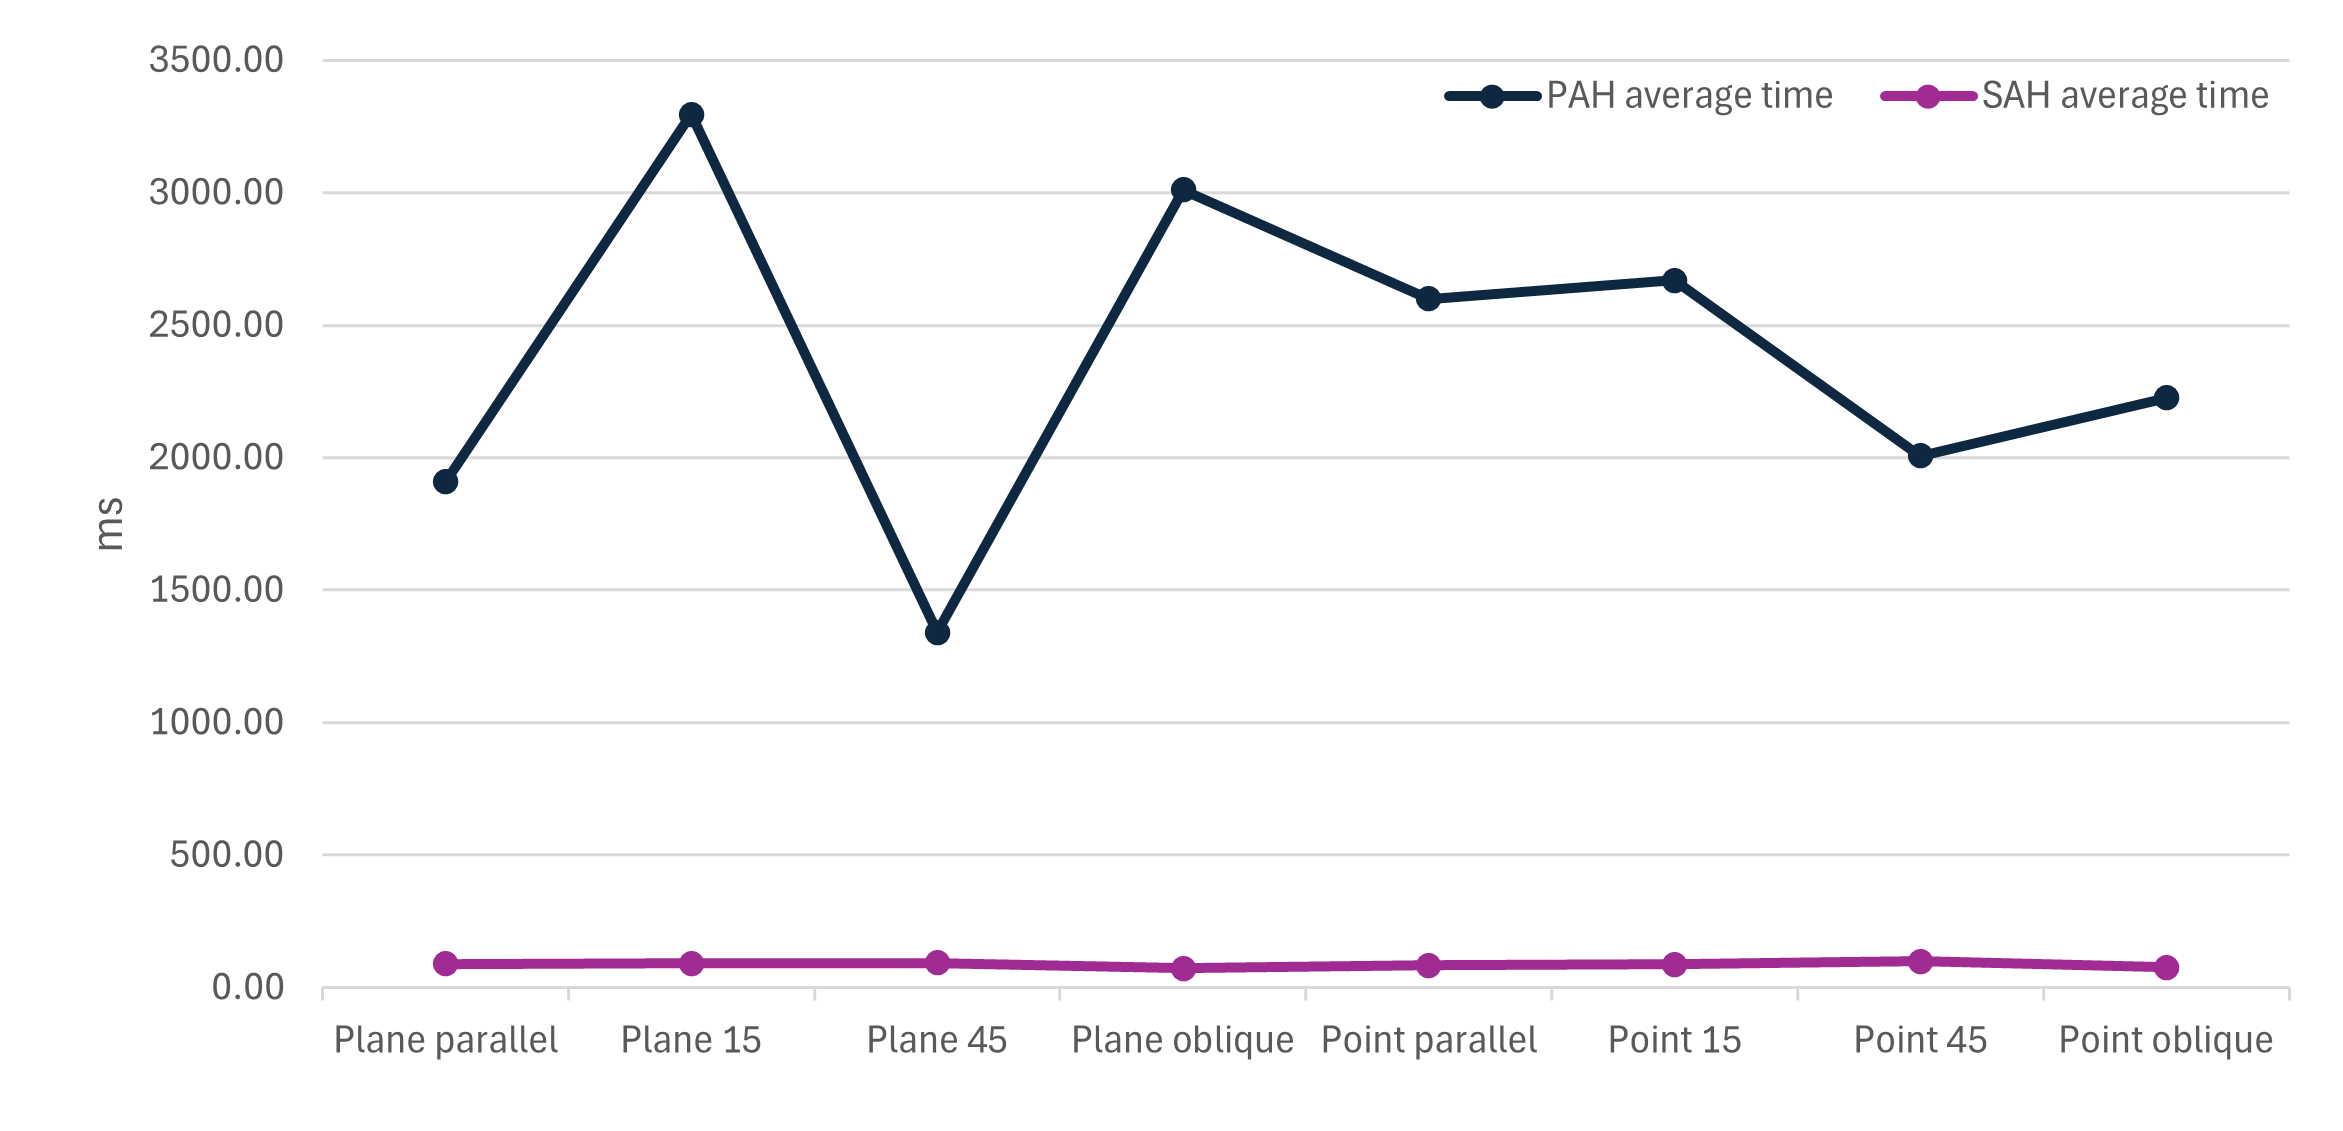 3500.00
PAH average time
SAH average time
3000.00
2500.00
2000.00
ms
1500.00
1000.00
500.00
0.00
Plane parallel
Plane 15
Plane 45
Plane oblique
Point parallel
Point 15
Point 45
Point oblique